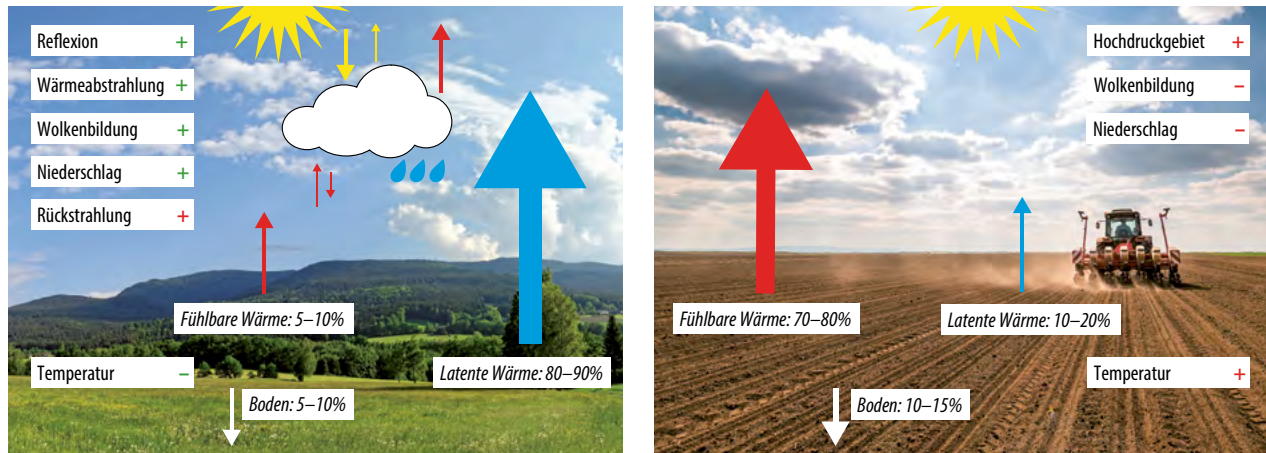 Reflexion +
Wärmeabstrahlung +
Wolkenbildung +
Niederschlag +
Rückstrahlung +
Fühlbare Wärme: 5–10%
Temperatur –
Latente Wärme: 80–90%
Boden: 5–10%
Hochdruckgebiet +
Wolkenbildung –
Niederschlag –
Fühlbare Wärme: 70–80%
Latente Wärme: 10–20%
Temperatur +
Boden: 10–15%